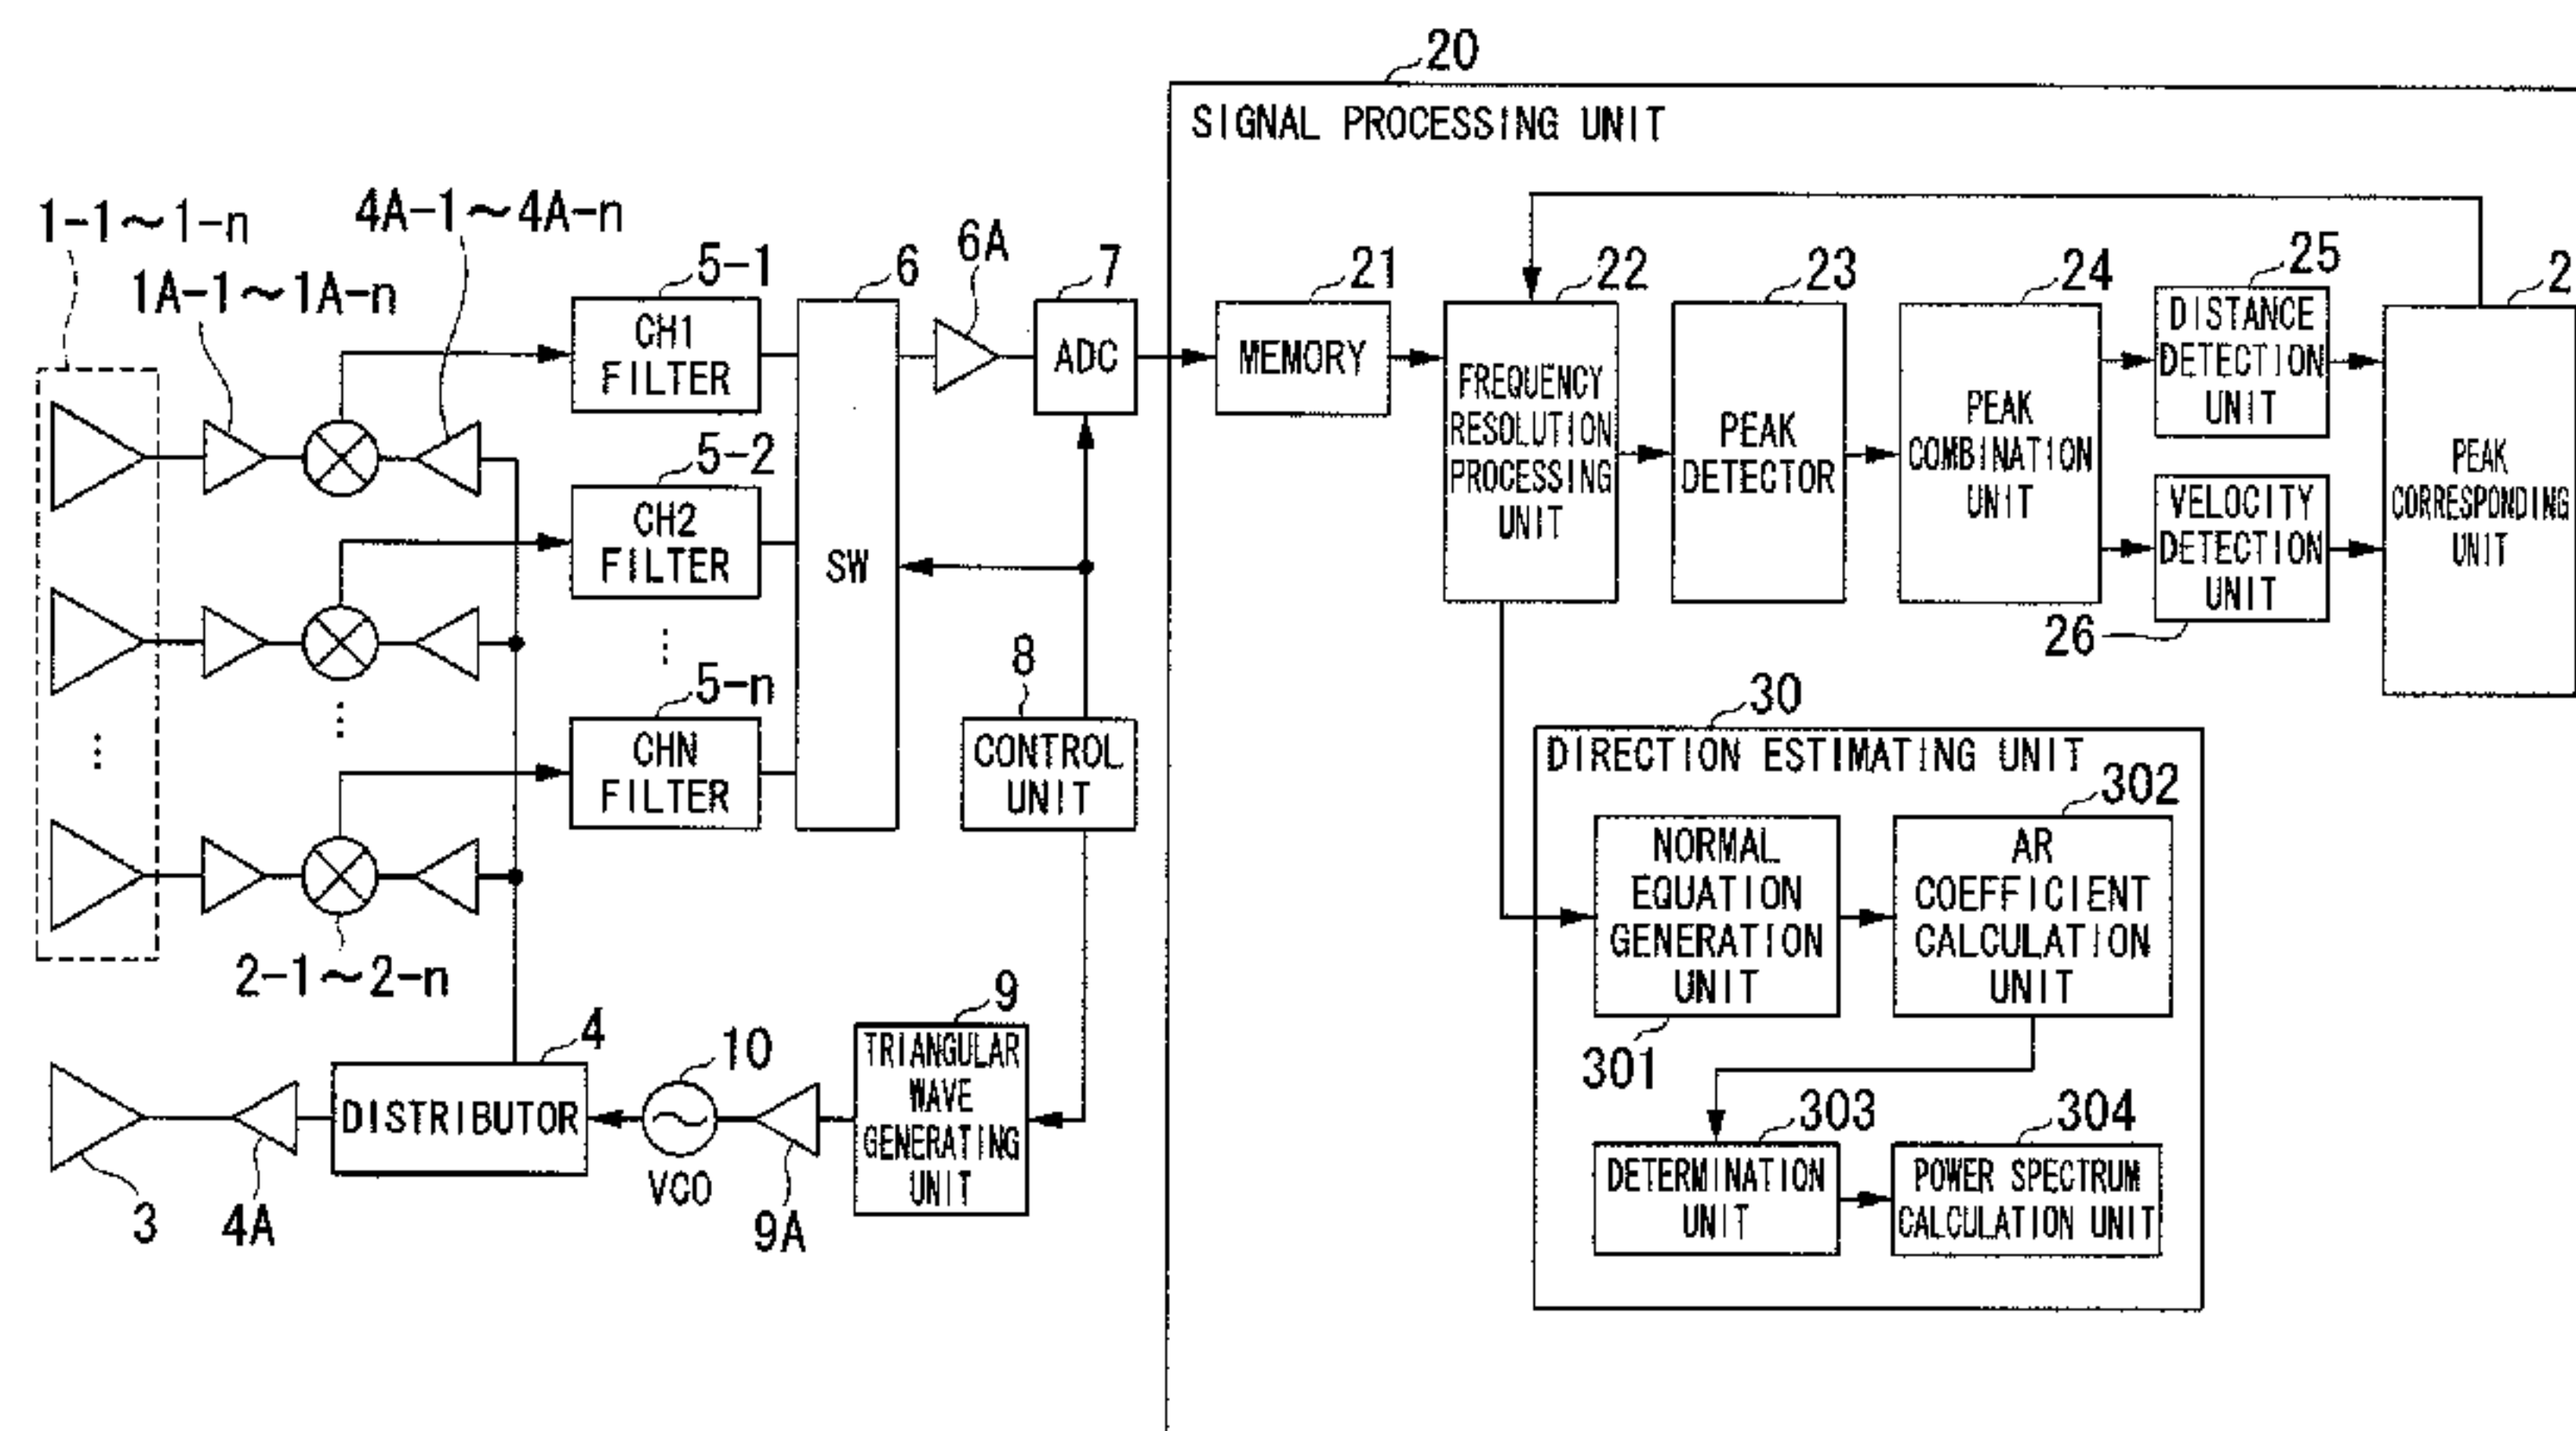 20
SIGNAL PROCESSING UNIT
1-1～1-n
4A-1～4A-n
1A-1～1A-n
5-1
6
6A
7
21
22
23
24
25
2
CH1
FILTER
ADC
MEMORY
FREQUENCY
RESOLUTION
PROCESSING
UNIT
PEAK
DETECTOR
PEAK
COMBINATION
UNIT
DISTANCE
DETECTION
UNIT
VELOCITY
DETECTION
UNIT
26
PEAK
CORRESPONDING
UNIT
5-2
CH2
FILTER
SW
5-n
CHN
FILTER
8
CONTROL
UNIT
2-1～2-n
30
DIRECTION ESTIMATING UNIT
302
NORMAL
EQUATION
GENERATION
UNIT
301
AR
COEFFICIENT
CALCULATION
UNIT
303
DETERMINATION
UNIT
304
POWER SPECTRUM
CALCULATION UNIT
4
DISTRIBUTOR
10
VCO
9
TRIANGULAR
WAVE
GENERATING
UNIT
3
4A
9A